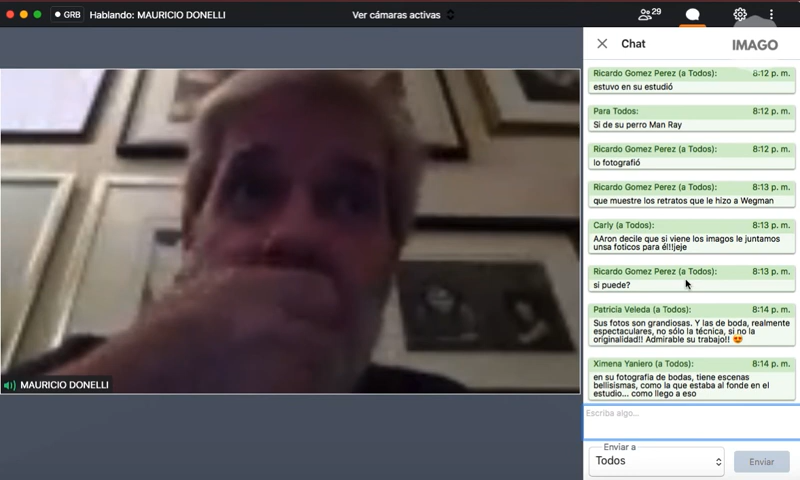 GRB
Hablando: MAURICIO DONELLI
Ver cámaras activas
29
Chat
IMAGO
Ricardo Gomez Perez (a Todos): 8:12 p. m.
estuvo en su estudió
Para Todos: 8:12 p. m.
Si de su perro Man Ray
Ricardo Gomez Perez (a Todos): 8:12 p. m.
lo fotografió
Ricardo Gomez Perez (a Todos): 8:13 p. m.
que muestre los retratos que le hizo a Wegman
Carly (a Todos): 8:13 p. m.
AAron decile que si viene los imagos le juntamos
unsa foticos para él!!jeje
Ricardo Gomez Perez (a Todos): 8:13 p. m.
si puede?
Patricia Veleda (a Todos): 8:14 p. m.
Sus fotos son grandiosas. Y las de boda, realmente
espectaculares, no sólo la técnica, si no la
originalidad!! Admirable su trabajo!! 😍
Ximena Yaniero (a Todos): 8:14 p. m.
en su fotografia de bodas, tiene escenas
bellisismas, como la que estaba al fonde en el
estudio... como llego a eso
MAURICIO DONELLI
Escriba algo...
Enviar a
Todos
Enviar